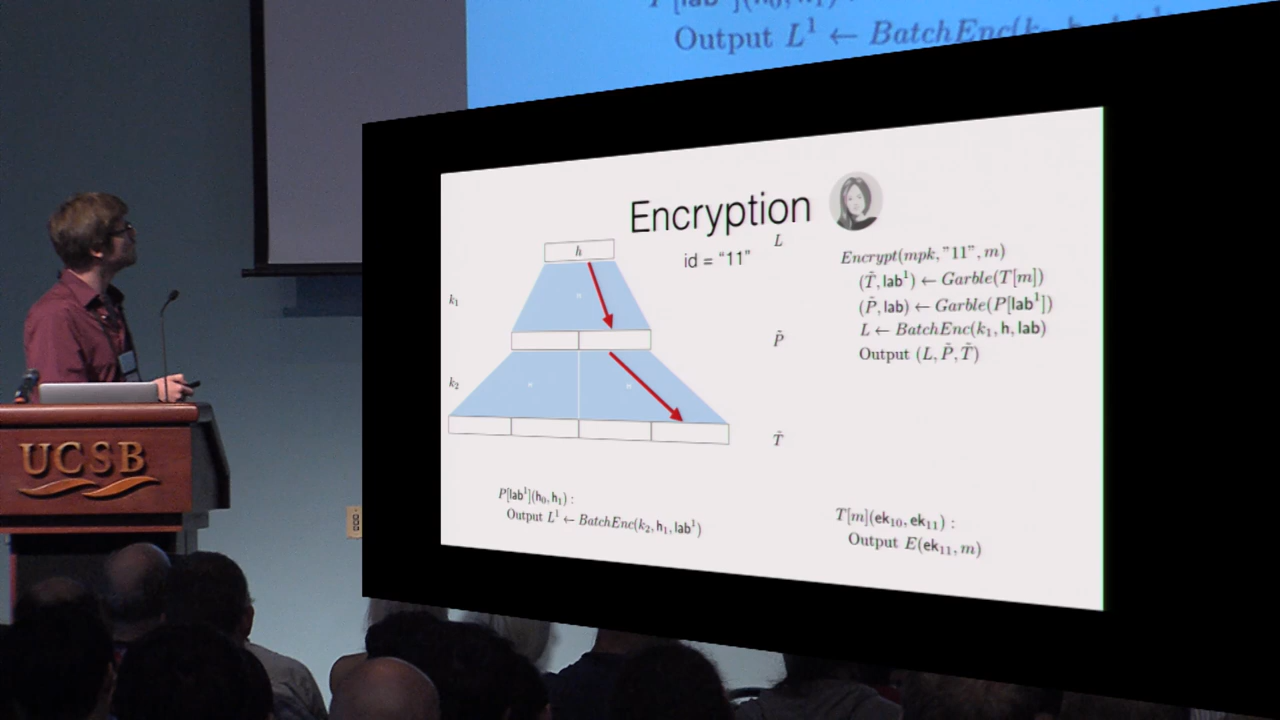 Output L¹ ← BatchEnc(k
Encryption
h
id = "11"
L
k₁
P̃
k₂
T̃
Encrypt(mpk, "11", m)
(T̃, lab¹) ← Garble(T[m])
(P̃, lab) ← Garble(P[lab¹])
L ← BatchEnc(k₁, h, lab)
Output (L, P̃, T̃)
P[lab¹](h₀, h₁) :
Output L¹ ← BatchEnc(k₂, h₁, lab¹)
T[m](ek₁₀, ek₁₁) :
Output E(ek₁₁, m)
UCSB